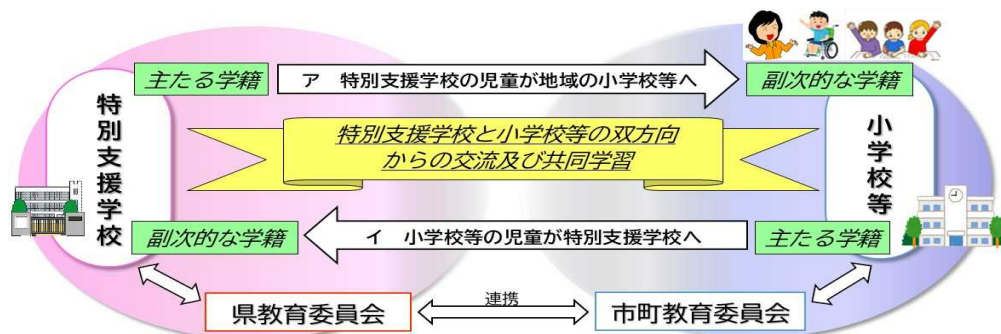 主たる学籍
ア　特別支援学校の児童が地域の小学校等へ
副次的な学籍
特別支援学校
特別支援学校と小学校等の双方向
からの交流及び共同学習
小学校等
副次的な学籍
イ　小学校等の児童が特別支援学校へ
主たる学籍
県教育委員会
連携
市町教育委員会